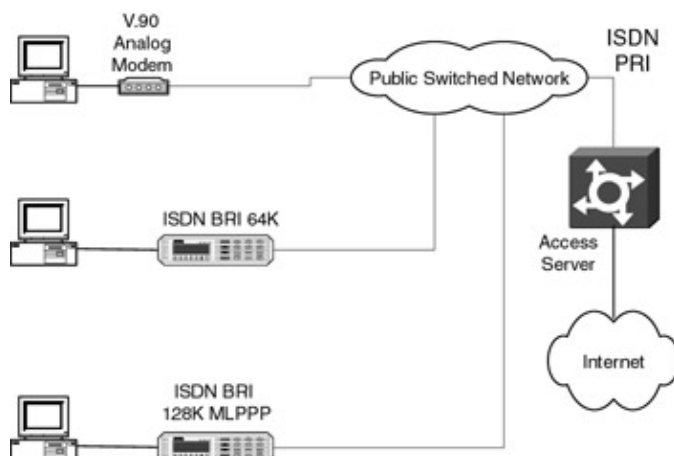 V.90
Analog
Modem
Public Switched Network
ISDN
PRI
ISDN BRI 64K
Access
Server
Internet
ISDN BRI
128K MLPPP